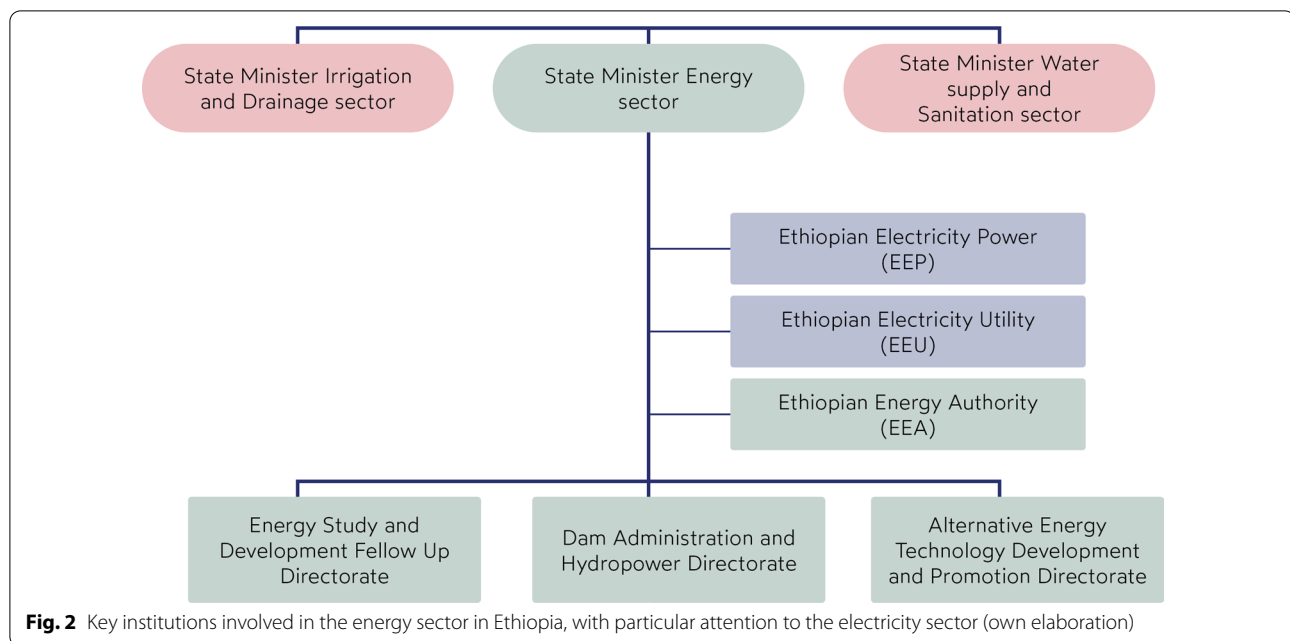 State Minister Irrigation
and Drainage sector
State Minister Energy
sector
State Minister Water
supply and
Sanitation sector
Ethiopian Electricity Power
(EEP)
Ethiopian Electricity Utility
(EEU)
Ethiopian Energy Authority
(EEA)
Energy Study and
Development Fellow Up
Directorate
Dam Administration and
Hydropower Directorate
Alternative Energy
Technology Development
and Promotion Directorate
Fig. 2 Key institutions involved in the energy sector in Ethiopia, with particular attention to the electricity sector (own elaboration)